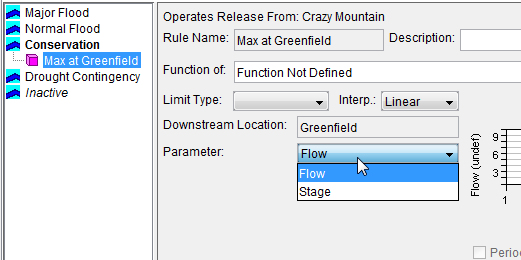 Major Flood
Normal Flood
Conservation
Max at Greenfield
Drought Contingency
Inactive
Operates Release From: Crazy Mountain
Rule Name: Max at Greenfield Description:
Function of: Function Not Defined
Limit Type: Interp.: Linear
Downstream Location: Greenfield
Parameter: Flow
Flow
Stage
Flow (undef)
9
6
3
1
Perio